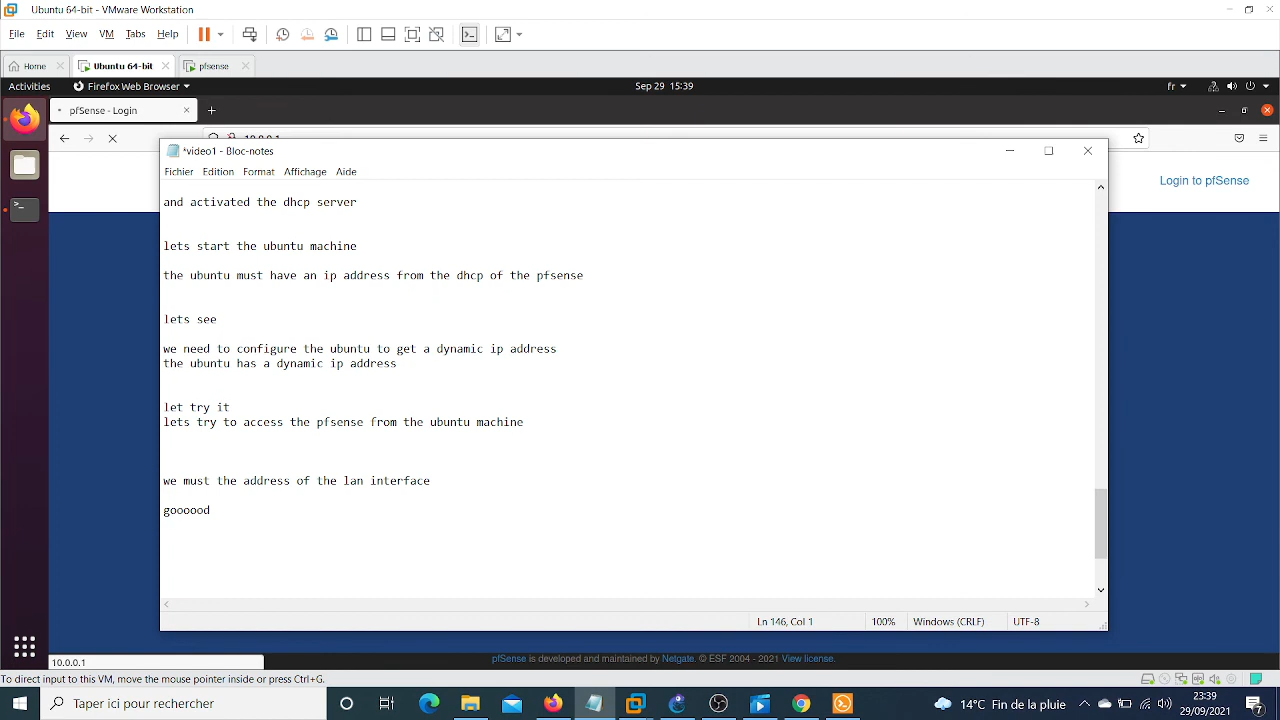 Ubuntu 64-bit - VMware Workstation
File Edit View VM Tabs Help
Home Ubuntu 64-bit pfsense
Activities Firefox Web Browser Sep 29 15:39 fr
pfSense - Login
10.0.0.1
*video1 - Bloc-notes
Fichier Edition Format Affichage Aide
Login to pfSense
and activated the dhcp server
lets start the ubuntu machine
the ubuntu must have an ip address from the dhcp of the pfsense
lets see
we need to configure the ubuntu to get a dynamic ip address
the ubuntu has a dynamic ip address
let try it
lets try to access the pfsense from the ubuntu machine
we must the address of the lan interface
goooood
Ln 146, Col 1 100% Windows (CRLF) UTF-8
10.0.0.1
pfSense is developed and maintained by Netgate. © ESF 2004 - 2021 View license.
To direct input to this VM, move the mouse pointer inside or press Ctrl+G.
Taper ici pour rechercher
14°C Fin de la pluie
23:39
29/09/2021